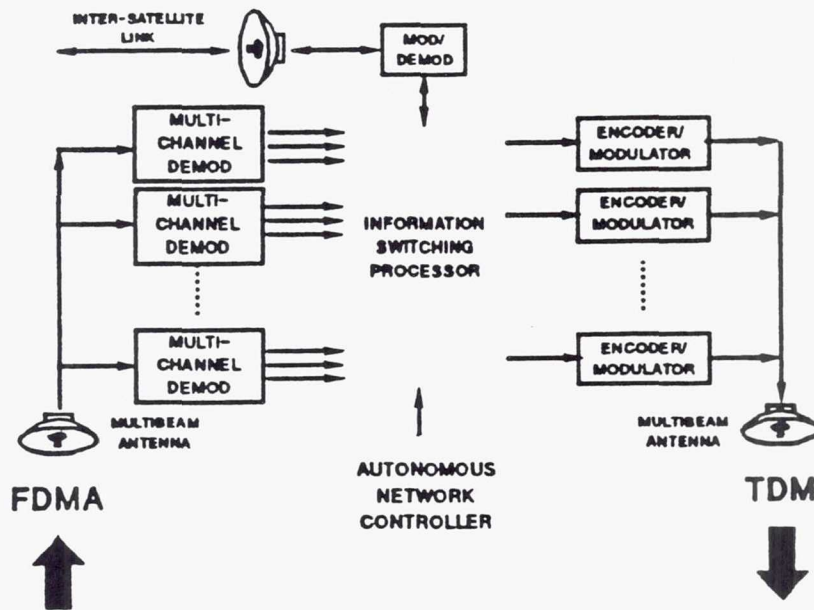 INTER-SATELLITE
LINK
MOD/
DEMOD
MULTI-
CHANNEL
DEMOD
ENCODER/
MODULATOR
MULTI-
CHANNEL
DEMOD
ENCODER/
MODULATOR
INFORMATION
SWITCHING
PROCESSOR
MULTI-
CHANNEL
DEMOD
ENCODER/
MODULATOR
MULTIBEAM
ANTENNA
MULTIBEAM
ANTENNA
AUTONOMOUS
NETWORK
CONTROLLER
FDMA
TDM